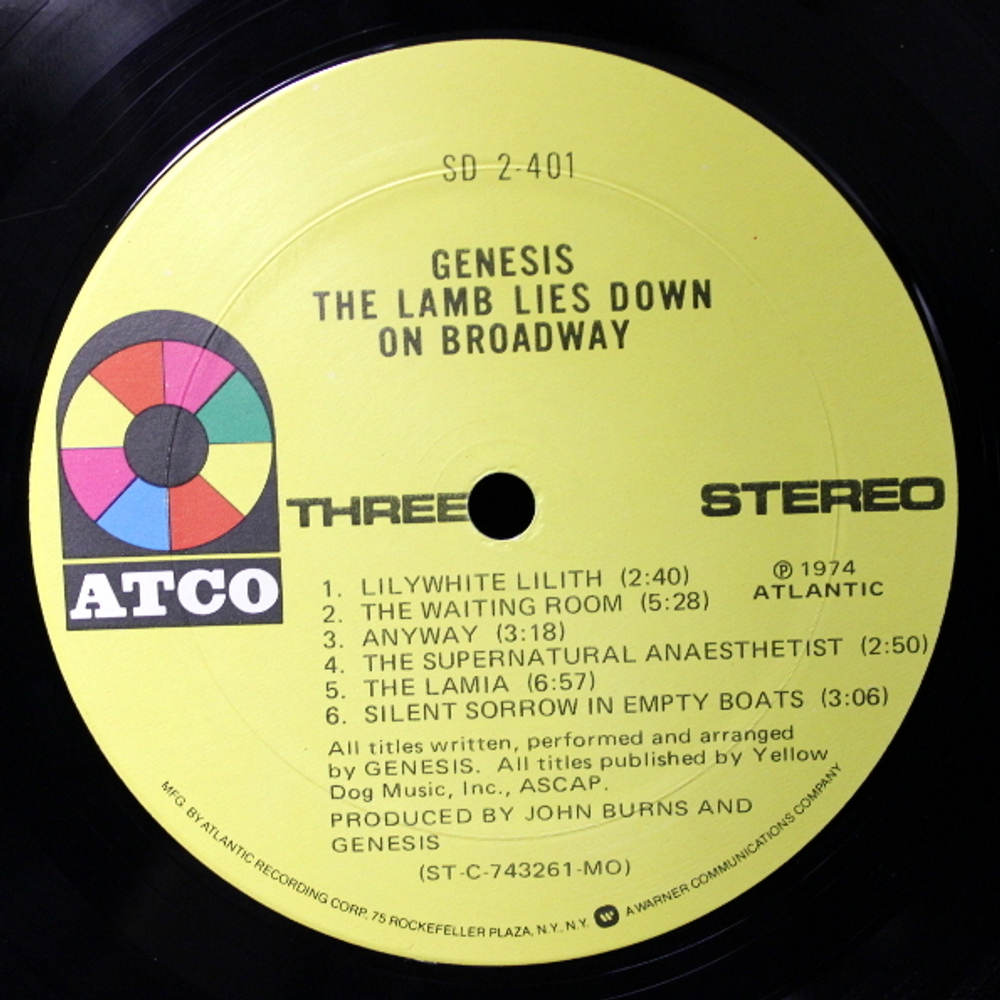 SD 2-401
GENESIS
THE LAMB LIES DOWN
ON BROADWAY
ATCO
THREE
STEREO
℗ 1974
ATLANTIC
1. LILYWHITE LILITH (2:40)
2. THE WAITING ROOM (5:28)
3. ANYWAY (3:18)
4. THE SUPERNATURAL ANAESTHETIST (2:50)
5. THE LAMIA (6:57)
6. SILENT SORROW IN EMPTY BOATS (3:06)
All titles written, performed and arranged
by GENESIS. All titles published by Yellow
Dog Music, Inc., ASCAP.
PRODUCED BY JOHN BURNS AND
GENESIS
(ST-C-743261-MO)
MFG. BY ATLANTIC RECORDING CORP. 75 ROCKEFELLER PLAZA, N.Y., N.Y. W A WARNER COMMUNICATIONS COMPANY